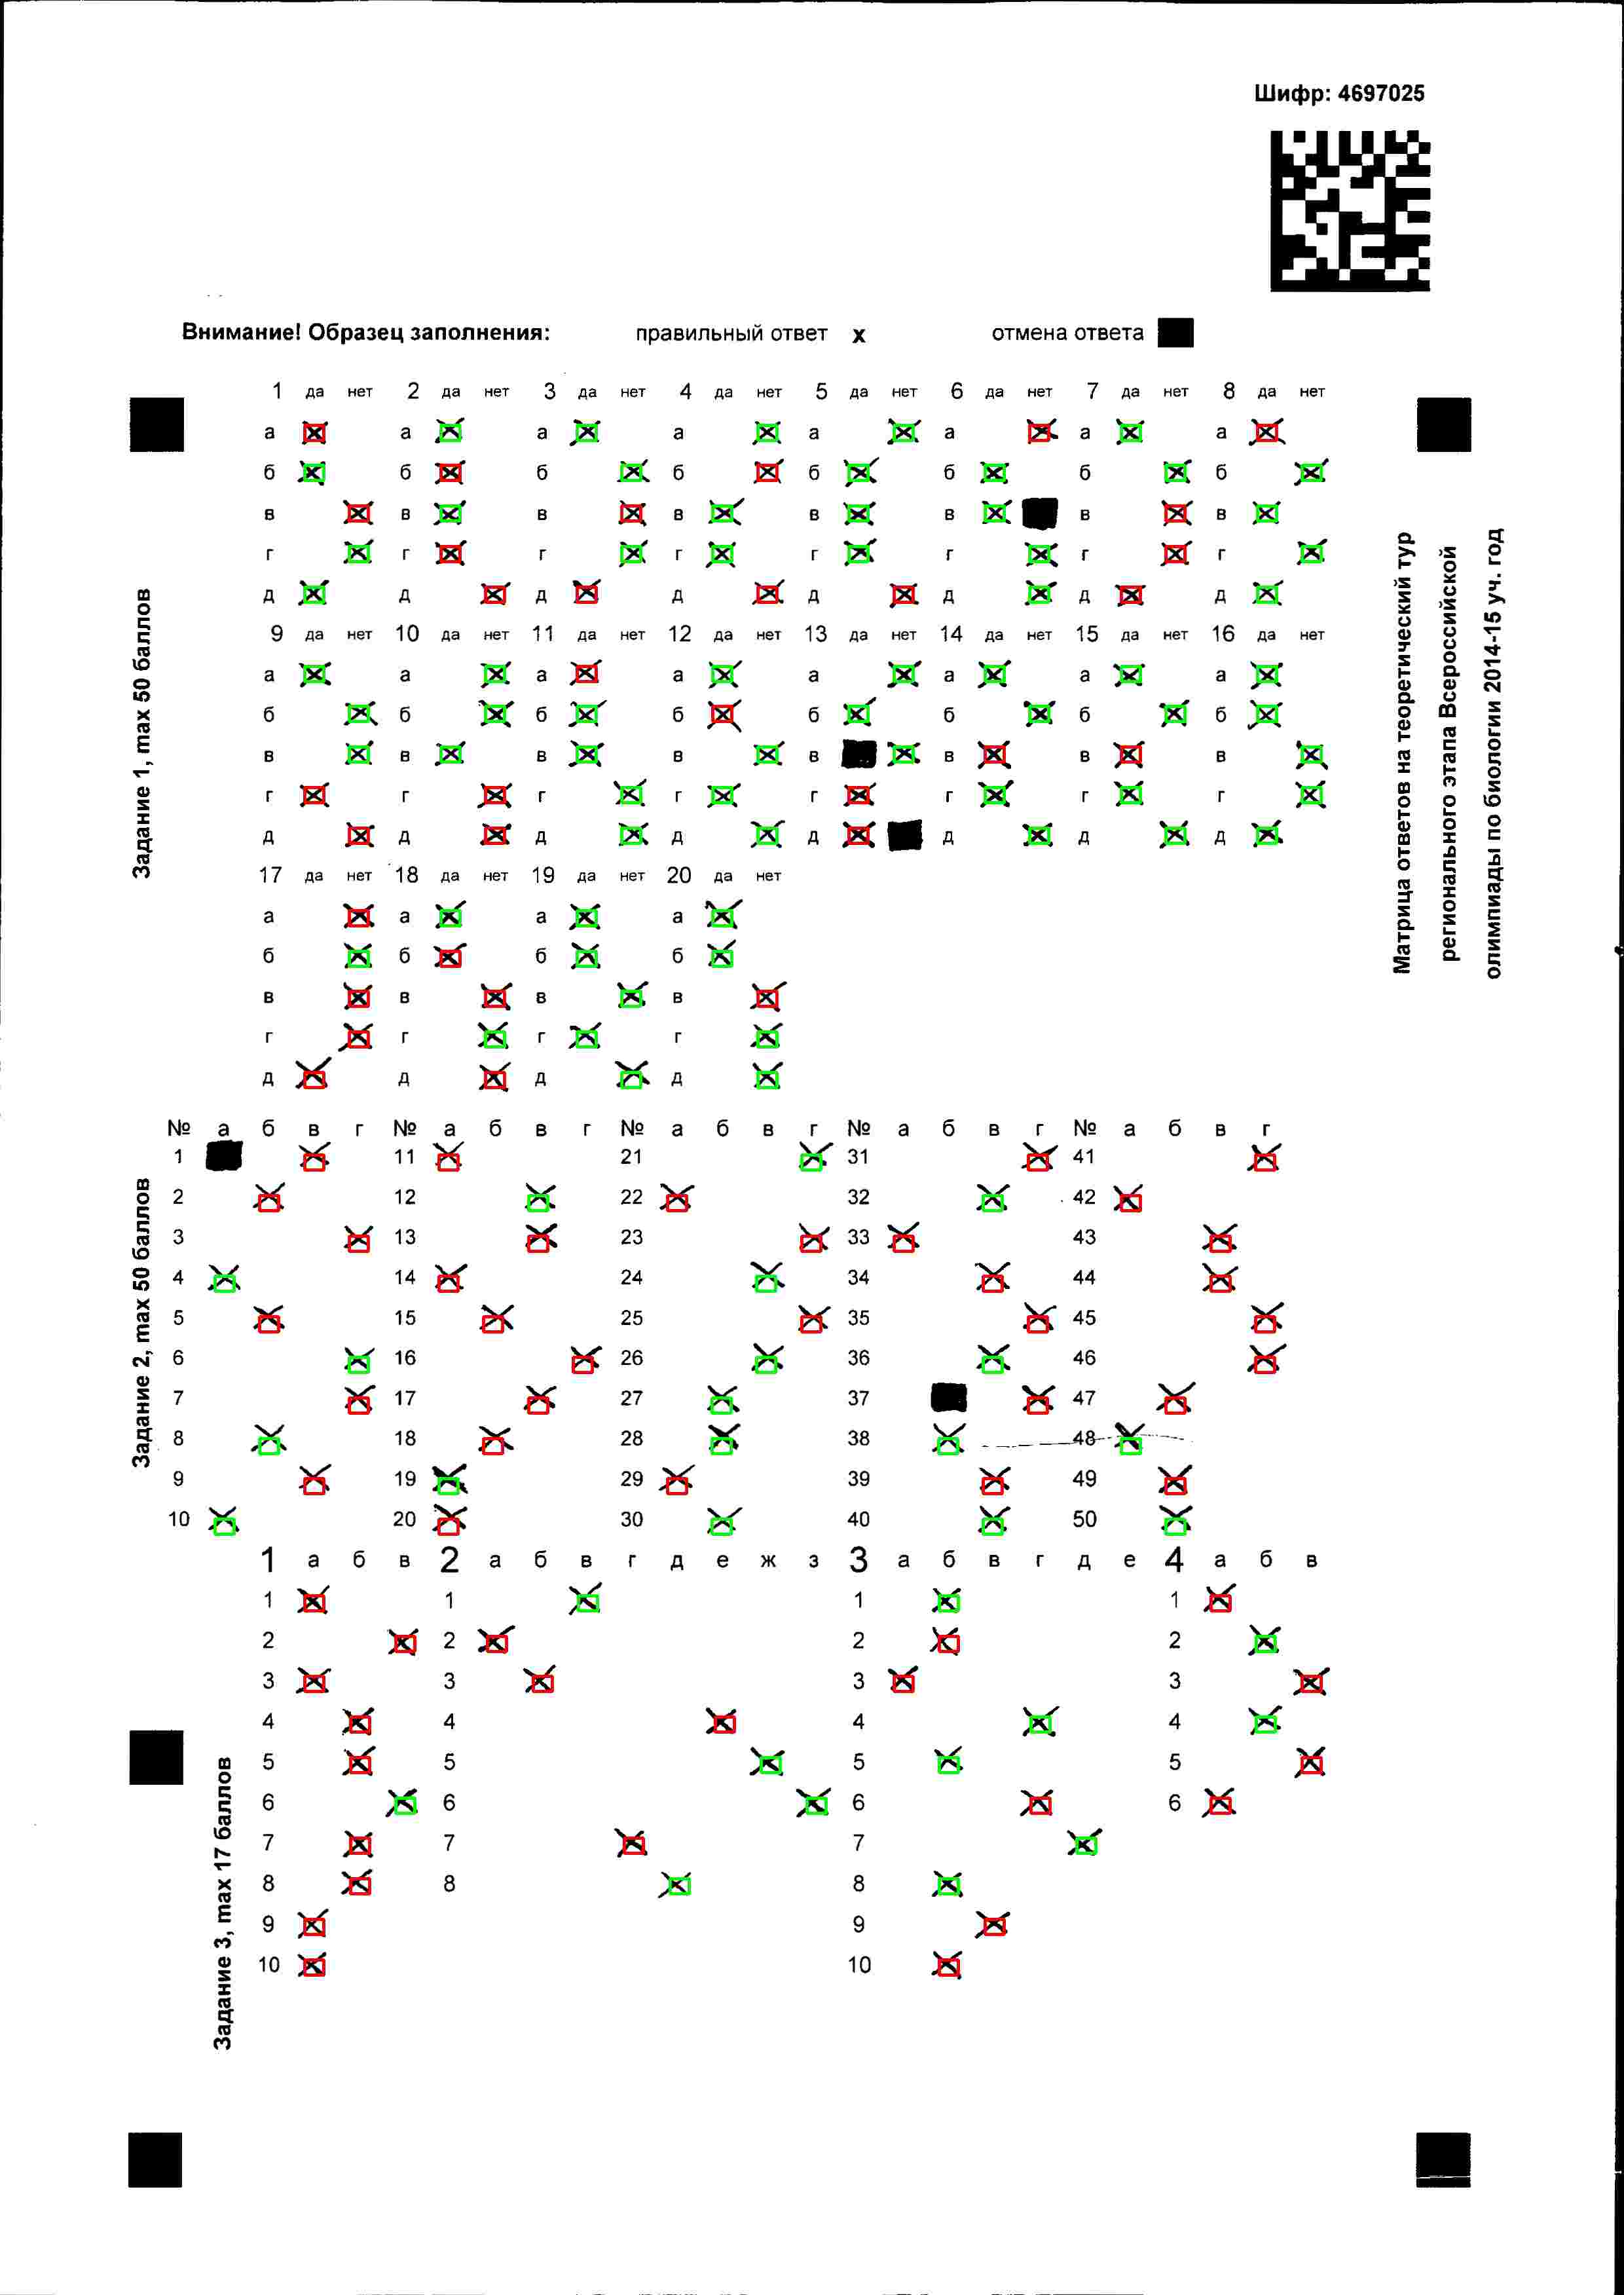 Шифр: 4697025
Внимание! Образец заполнения: правильный ответ х отмена ответа
1 да нет 2 да нет 3 да нет 4 да нет 5 да нет 6 да нет 7 да нет 8 да нет
а а а а а а а а
б б б б б б б б
в в в в в в в в
г г г г г г г г
д д д д д д д д
9 да нет 10 да нет 11 да нет 12 да нет 13 да нет 14 да нет 15 да нет 16 да нет
а а а а а а а а
б б б б б б б б
в в в в в в в в
г г г г г г г г
д д д д д д д д
17 да нет 18 да нет 19 да нет 20 да нет
а а а а
б б б б
в в в в
г г г г
д д д д
Задание 1, max 50 баллов
Матрица ответов на теоретический тур
регионального этапа Всероссийской
олимпиады по биологии 2014-15 уч. год
№ а б в г № а б в г № а б в г № а б в г № а б в г
1 11 21 31 41
2 12 22 32 42
3 13 23 33 43
4 14 24 34 44
5 15 25 35 45
6 16 26 36 46
7 17 27 37 47
8 18 28 38 48
9 19 29 39 49
10 20 30 40 50
Задание 2, max 50 баллов
1 а б в 2 а б в г д е ж з 3 а б в г д е 4 а б в
1 1 1 1
2 2 2 2
3 3 3 3
4 4 4 4
5 5 5 5
6 6 6 6
7 7 7
8 8 8
9 9
10 10
Задание 3, max 17 баллов